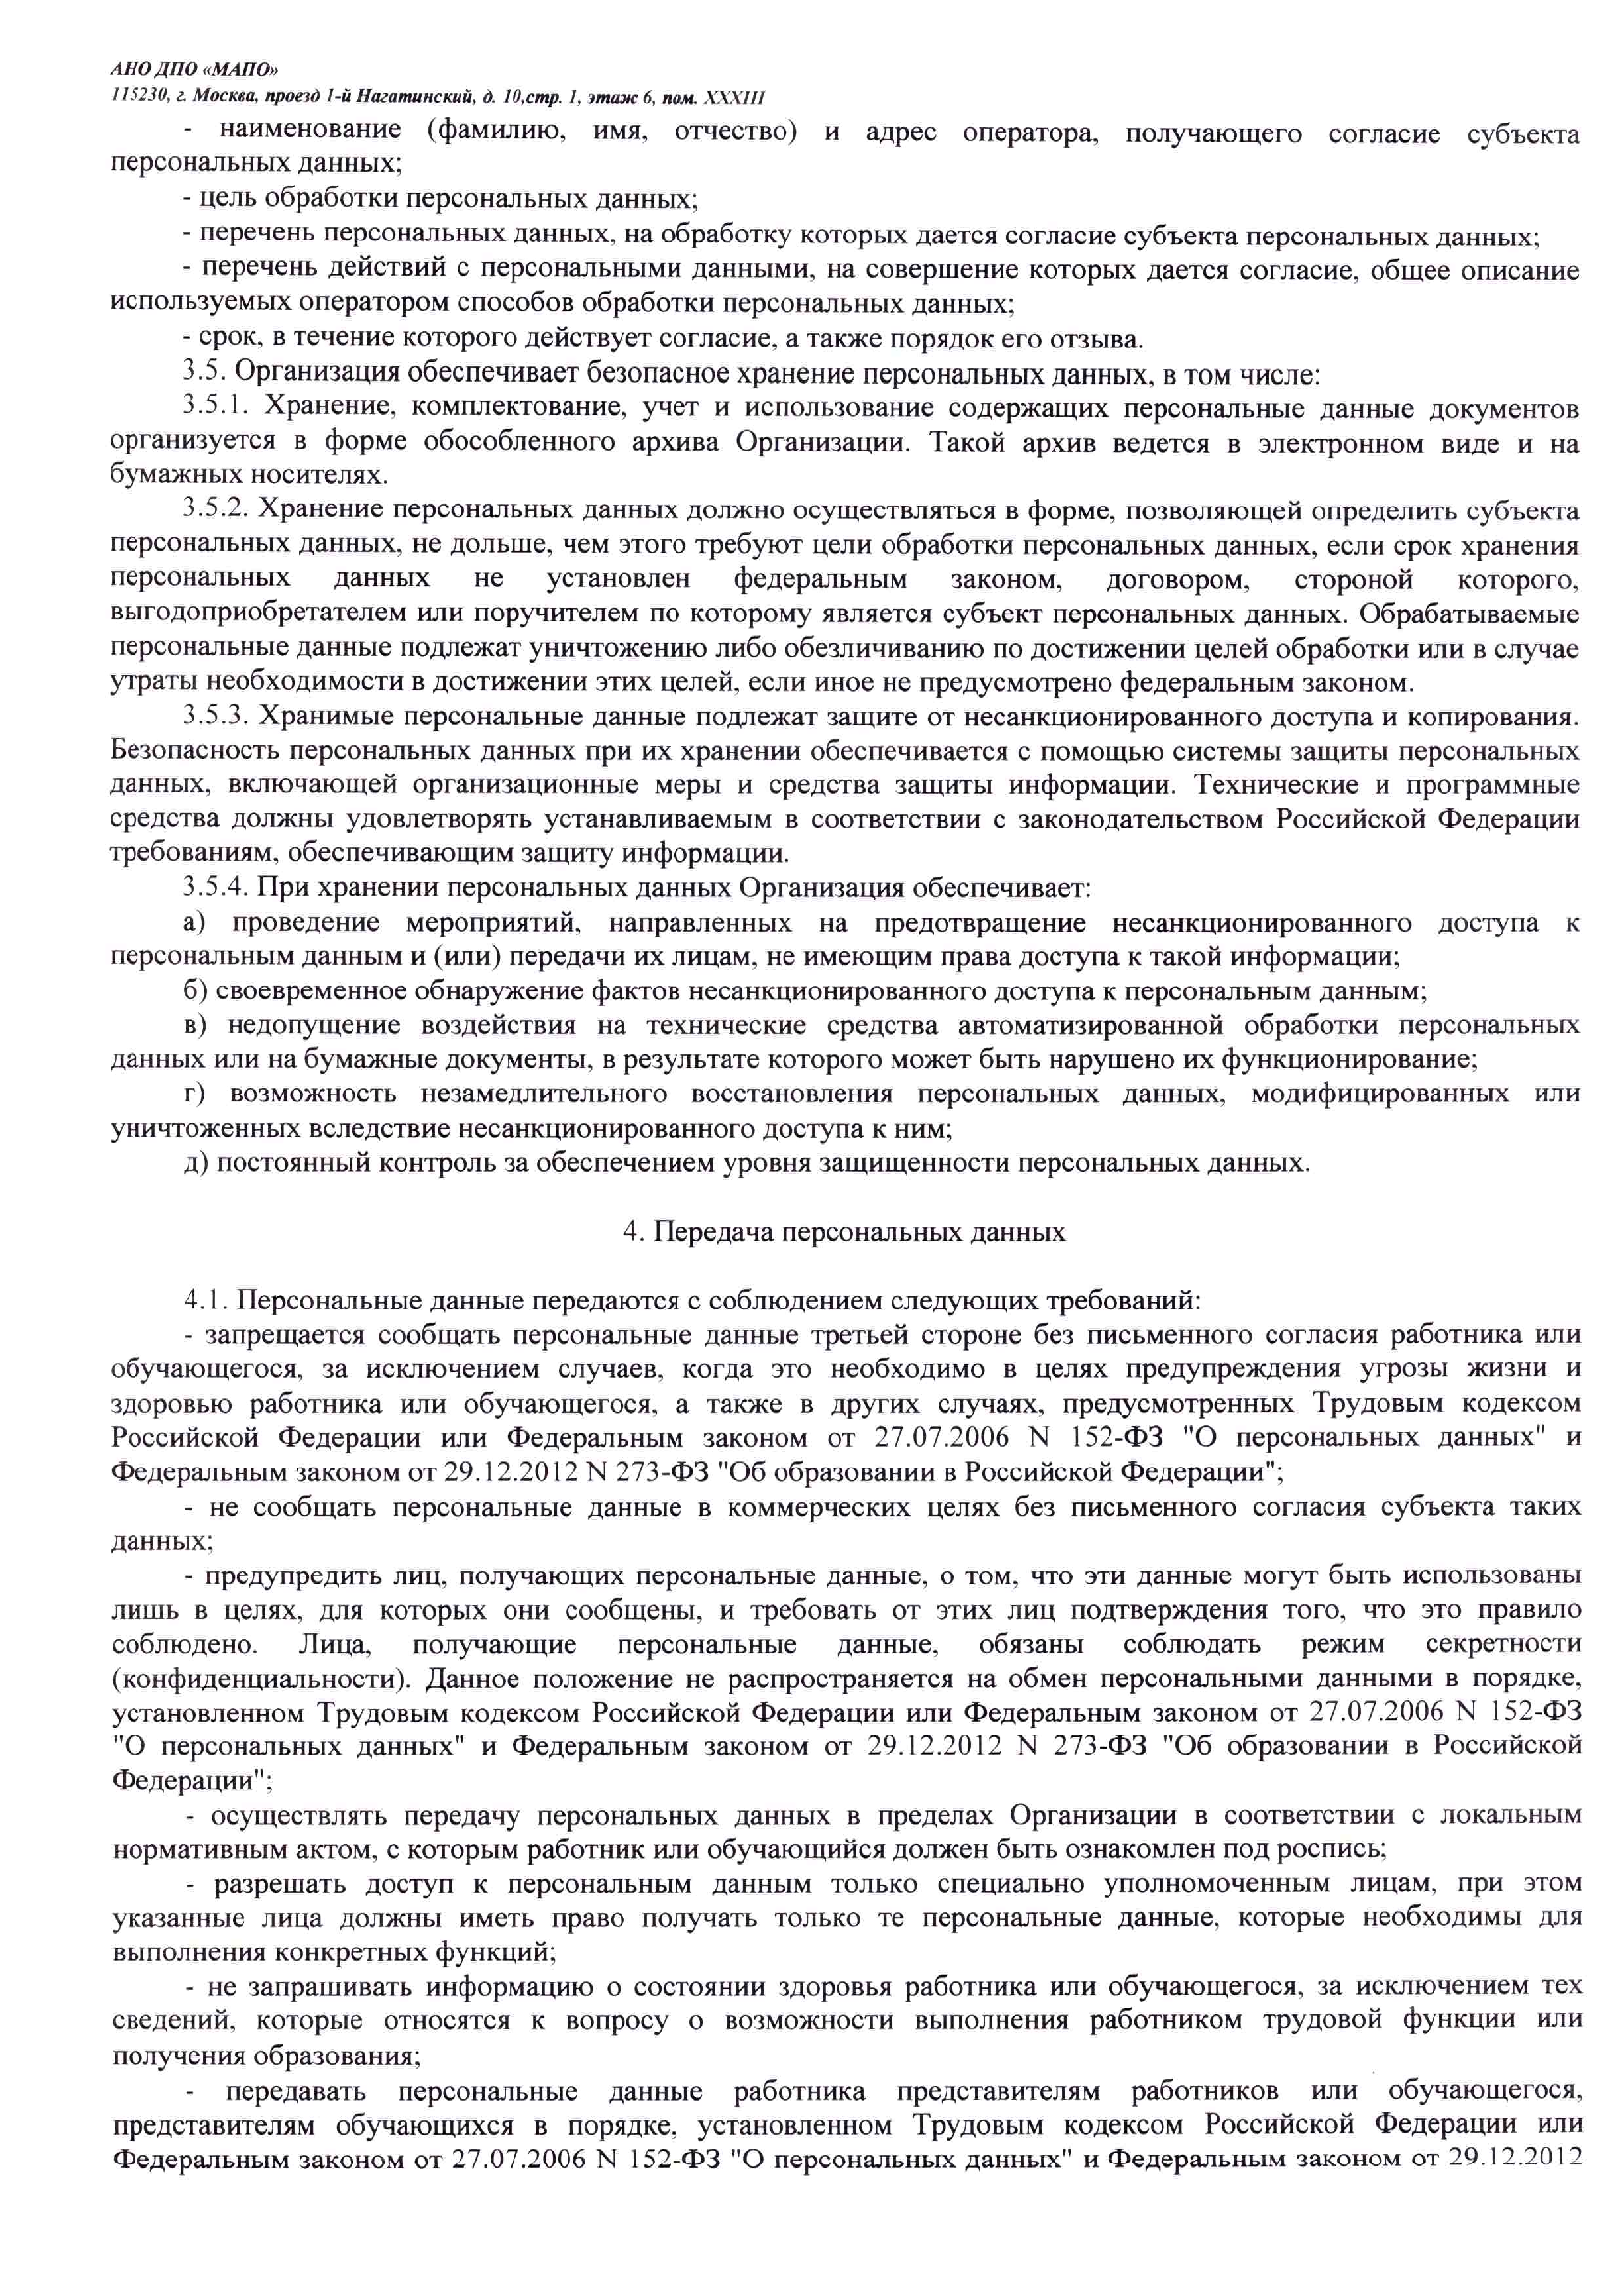 АНО ДПО «МАПО»
115230, г. Москва, проезд 1-й Нагатинский, д. 10,стр. 1, этаж 6, пом. XXXIII
- наименование (фамилию, имя, отчество) и адрес оператора, получающего согласие субъекта
персональных данных;
- цель обработки персональных данных;
- перечень персональных данных, на обработку которых дается согласие субъекта персональных данных;
- перечень действий с персональными данными, на совершение которых дается согласие, общее описание
используемых оператором способов обработки персональных данных;
- срок, в течение которого действует согласие, а также порядок его отзыва.
3.5. Организация обеспечивает безопасное хранение персональных данных, в том числе:
3.5.1. Хранение, комплектование, учет и использование содержащих персональные данные документов
организуется в форме обособленного архива Организации. Такой архив ведется в электронном виде и на
бумажных носителях.
3.5.2. Хранение персональных данных должно осуществляться в форме, позволяющей определить субъекта
персональных данных, не дольше, чем этого требуют цели обработки персональных данных, если срок хранения
персональных данных не установлен федеральным законом, договором, стороной которого,
выгодоприобретателем или поручителем по которому является субъект персональных данных. Обрабатываемые
персональные данные подлежат уничтожению либо обезличиванию по достижении целей обработки или в случае
утраты необходимости в достижении этих целей, если иное не предусмотрено федеральным законом.
3.5.3. Хранимые персональные данные подлежат защите от несанкционированного доступа и копирования.
Безопасность персональных данных при их хранении обеспечивается с помощью системы защиты персональных
данных, включающей организационные меры и средства защиты информации. Технические и программные
средства должны удовлетворять устанавливаемым в соответствии с законодательством Российской Федерации
требованиям, обеспечивающим защиту информации.
3.5.4. При хранении персональных данных Организация обеспечивает:
а) проведение мероприятий, направленных на предотвращение несанкционированного доступа к
персональным данным и (или) передачи их лицам, не имеющим права доступа к такой информации;
б) своевременное обнаружение фактов несанкционированного доступа к персональным данным;
в) недопущение воздействия на технические средства автоматизированной обработки персональных
данных или на бумажные документы, в результате которого может быть нарушено их функционирование;
г) возможность незамедлительного восстановления персональных данных, модифицированных или
уничтоженных вследствие несанкционированного доступа к ним;
д) постоянный контроль за обеспечением уровня защищенности персональных данных.
4. Передача персональных данных
4.1. Персональные данные передаются с соблюдением следующих требований:
- запрещается сообщать персональные данные третьей стороне без письменного согласия работника или
обучающегося, за исключением случаев, когда это необходимо в целях предупреждения угрозы жизни и
здоровью работника или обучающегося, а также в других случаях, предусмотренных Трудовым кодексом
Российской Федерации или Федеральным законом от 27.07.2006 N 152-ФЗ "О персональных данных" и
Федеральным законом от 29.12.2012 N 273-ФЗ "Об образовании в Российской Федерации";
- не сообщать персональные данные в коммерческих целях без письменного согласия субъекта таких
данных;
- предупредить лиц, получающих персональные данные, о том, что эти данные могут быть использованы
лишь в целях, для которых они сообщены, и требовать от этих лиц подтверждения того, что это правило
соблюдено. Лица, получающие персональные данные, обязаны соблюдать режим секретности
(конфиденциальности). Данное положение не распространяется на обмен персональными данными в порядке,
установленном Трудовым кодексом Российской Федерации или Федеральным законом от 27.07.2006 N 152-ФЗ
"О персональных данных" и Федеральным законом от 29.12.2012 N 273-ФЗ "Об образовании в Российской
Федерации";
- осуществлять передачу персональных данных в пределах Организации в соответствии с локальным
нормативным актом, с которым работник или обучающийся должен быть ознакомлен под роспись;
- разрешать доступ к персональным данным только специально уполномоченным лицам, при этом
указанные лица должны иметь право получать только те персональные данные, которые необходимы для
выполнения конкретных функций;
- не запрашивать информацию о состоянии здоровья работника или обучающегося, за исключением тех
сведений, которые относятся к вопросу о возможности выполнения работником трудовой функции или
получения образования;
- передавать персональные данные работника представителям работников или обучающегося,
представителям обучающихся в порядке, установленном Трудовым кодексом Российской Федерации или
Федеральным законом от 27.07.2006 N 152-ФЗ "О персональных данных" и Федеральным законом от 29.12.2012